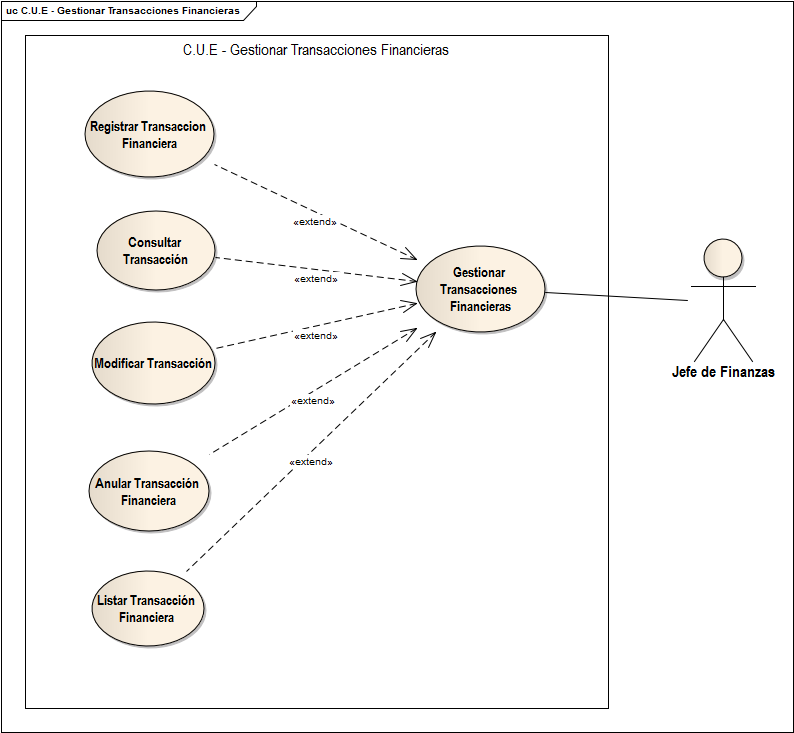 uc C.U.E - Gestionar Transacciones Financieras
C.U.E - Gestionar Transacciones Financieras
Registrar Transaccion
Financiera
«extend»
Consultar
Transacción
«extend»
Gestionar
Transacciones
Financieras
Modificar Transacción
«extend»
Jefe de Finanzas
«extend»
Anular Transacción
Financiera
«extend»
Listar Transacción
Financiera